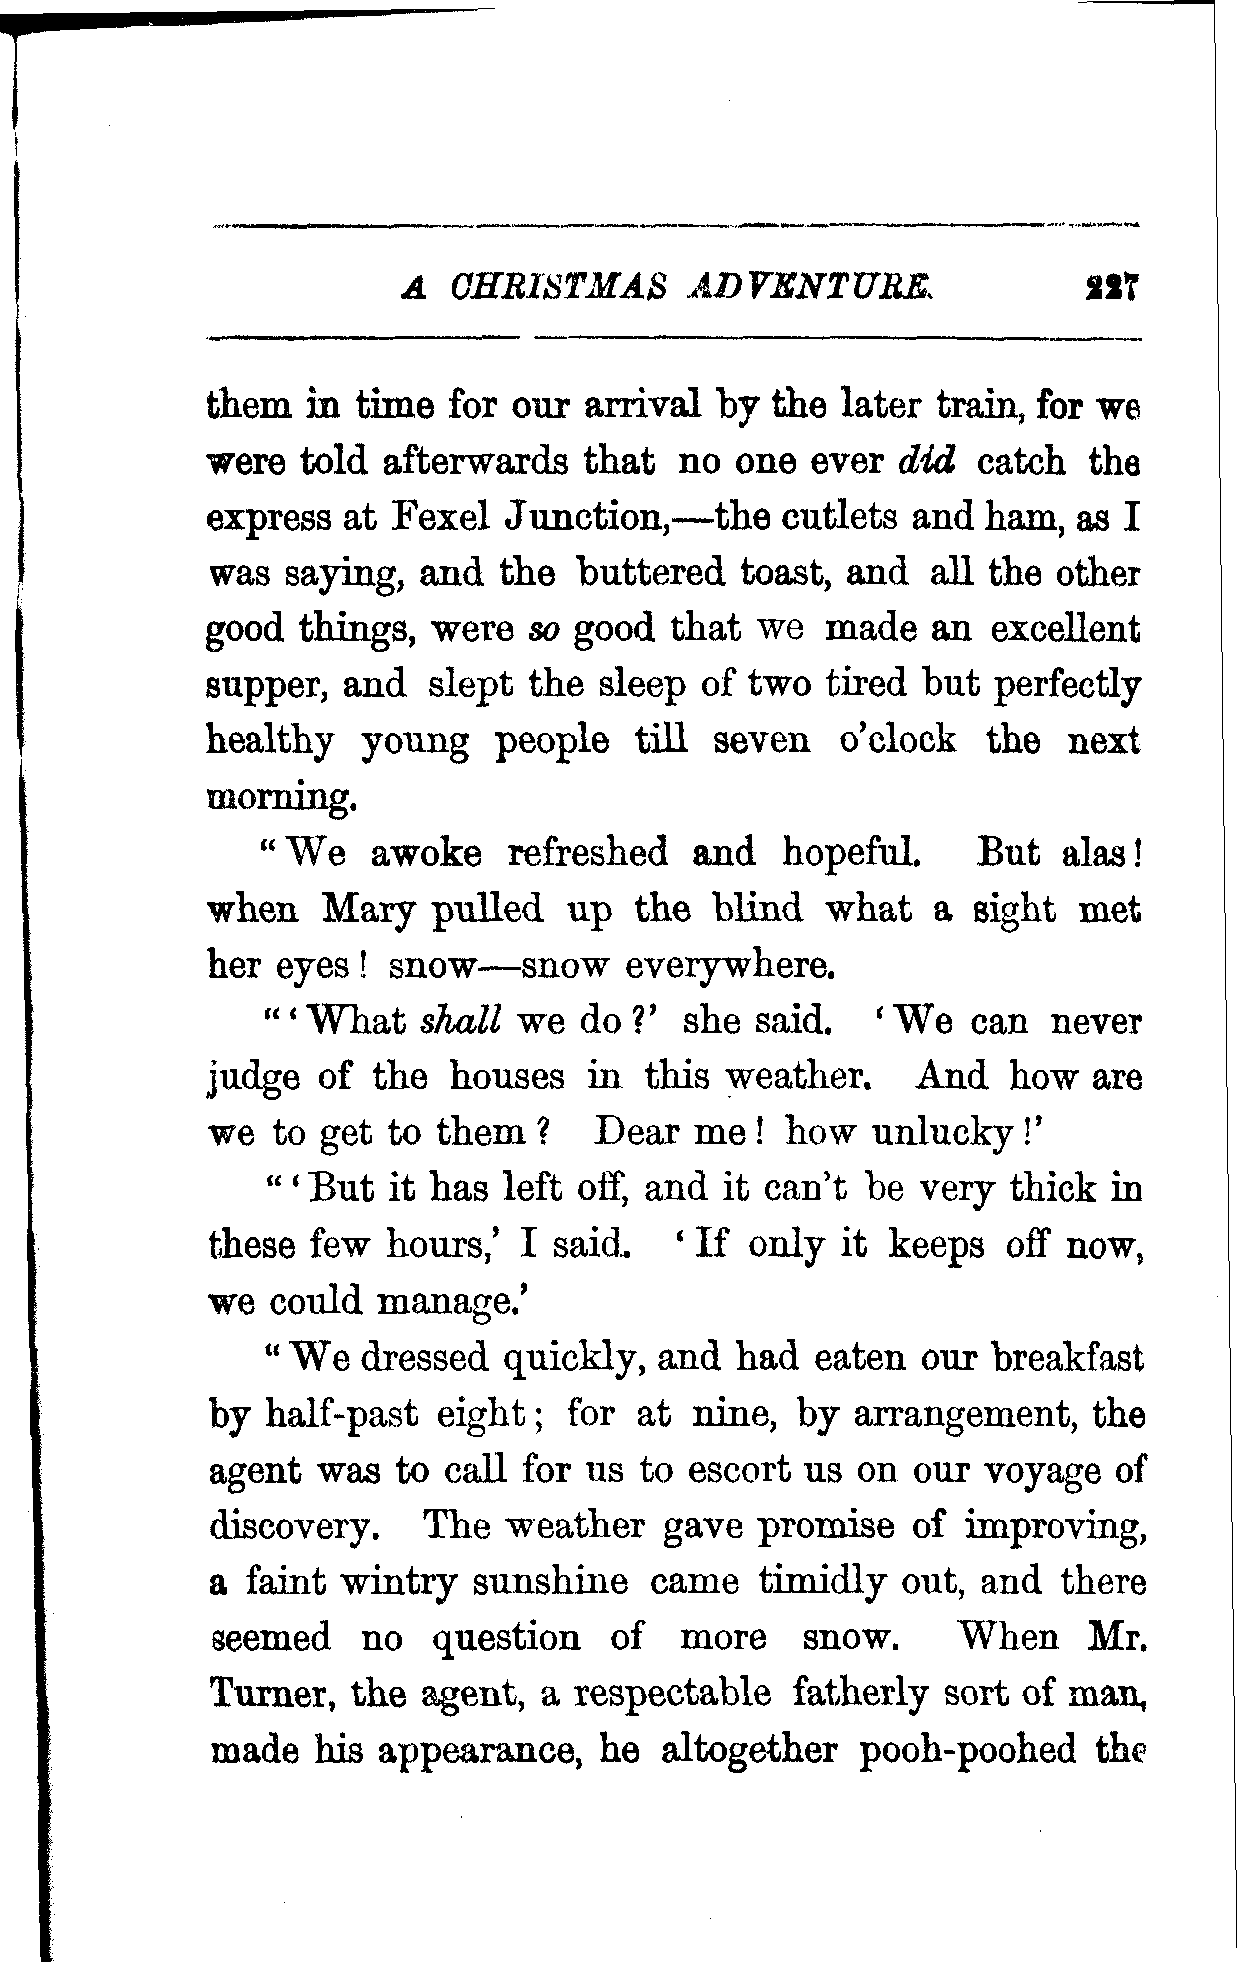 A CHRISTMAS ADVENTURE. 227
them in time for our arrival by the later train, for we
were told afterwards that no one ever did catch the
express at Fexel Junction,—the cutlets and ham, as I
was saying, and the buttered toast, and all the other
good things, were so good that we made an excellent
supper, and slept the sleep of two tired but perfectly
healthy young people till seven o'clock the next
morning.
“We awoke refreshed and hopeful. But alas!
when Mary pulled up the blind what a sight met
her eyes! snow—snow everywhere.
“‘What shall we do?’ she said. ‘We can never
judge of the houses in this weather. And how are
we to get to them? Dear me! how unlucky!’
“‘But it has left off, and it can't be very thick in
these few hours,’ I said. ‘If only it keeps off now,
we could manage.’
“We dressed quickly, and had eaten our breakfast
by half-past eight; for at nine, by arrangement, the
agent was to call for us to escort us on our voyage of
discovery. The weather gave promise of improving,
a faint wintry sunshine came timidly out, and there
seemed no question of more snow. When Mr.
Turner, the agent, a respectable fatherly sort of man,
made his appearance, he altogether pooh-poohed the